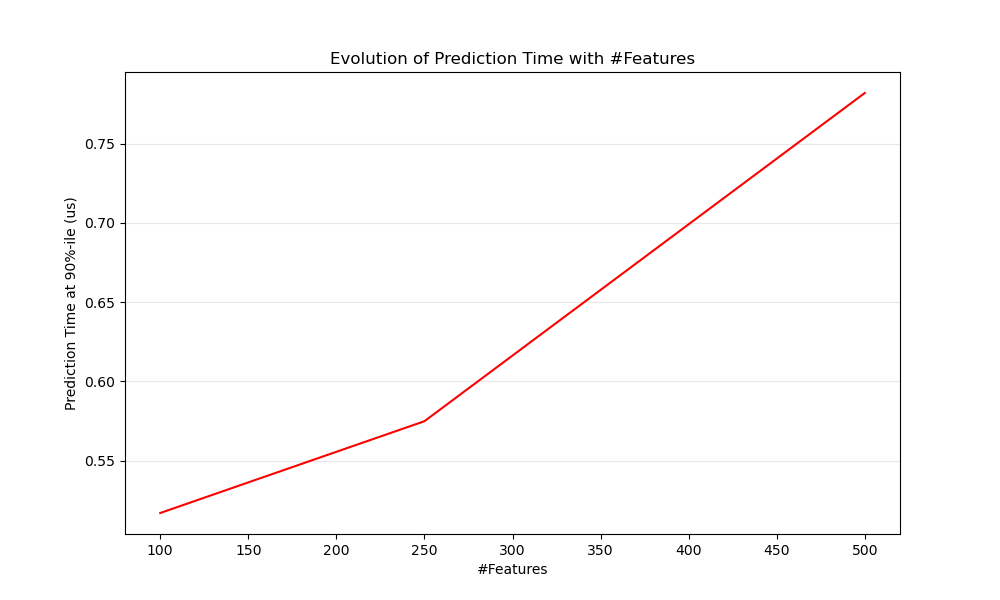 Evolution of Prediction Time with #Features
Prediction Time at 90%-ile (us)
0.75
0.70
0.65
0.60
0.55
100 150 200 250 300 350 400 450 500
#Features